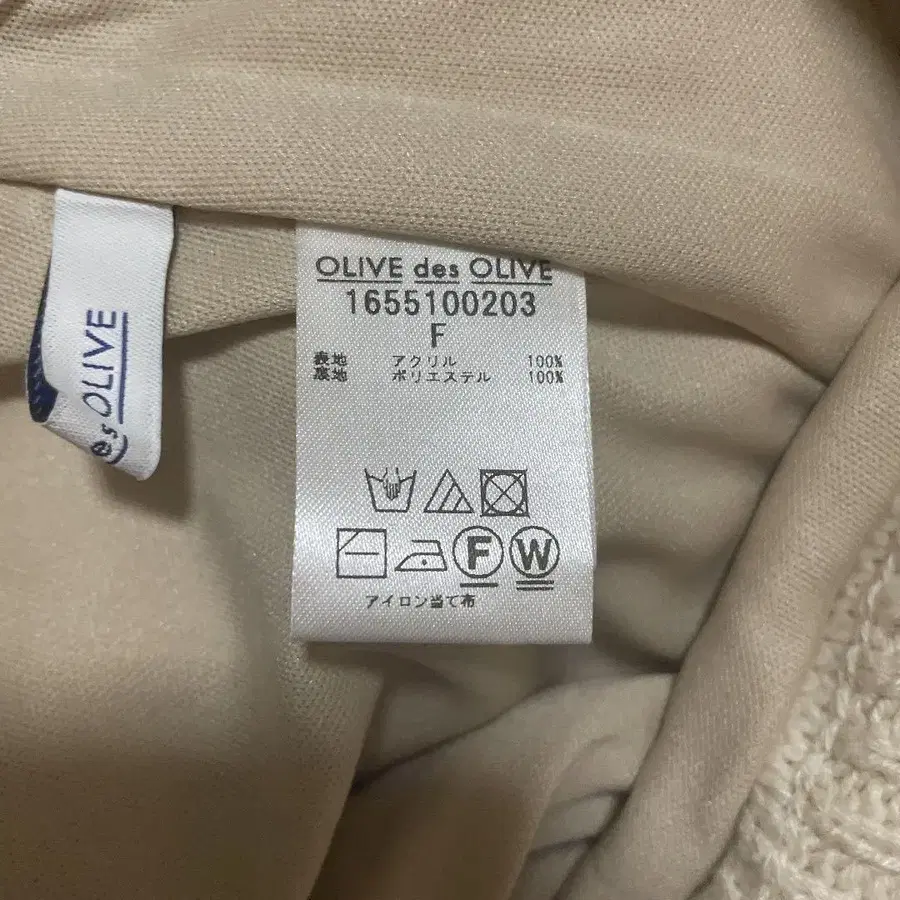 OLIVE des OLIVE
1655100203
F
表地 アクリル 100%
裏地 ポリエステル 100%
F W
アイロン当て布
des OLIVE